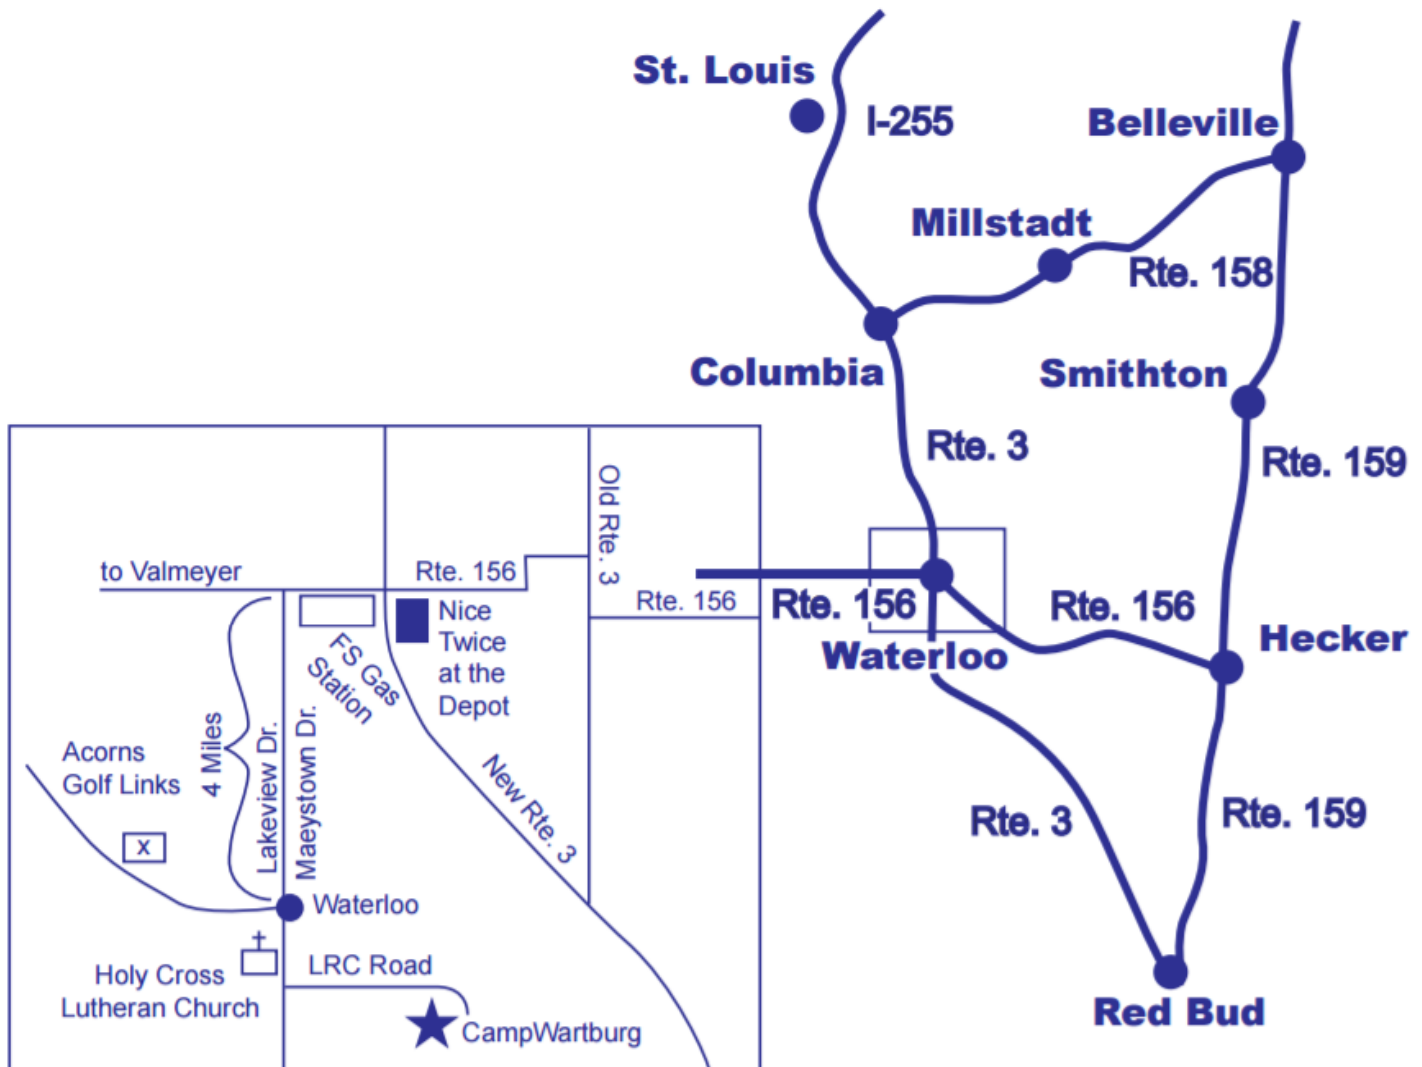 St. Louis
I-255
Belleville
Millstadt
Rte. 158
Columbia
Smithton
Rte. 3
Rte. 159
Rte. 156
Waterloo
Rte. 156
Hecker
Rte. 3
Rte. 159
Red Bud
to Valmeyer
Rte. 156
Old Rte. 3
Rte. 156
Nice
Twice
at the
Depot
FS Gas
Station
4 Miles
Lakeview Dr.
Maeystown Dr.
New Rte. 3
Acorns
Golf Links
x
Waterloo
Holy Cross
Lutheran Church
LRC Road
CampWartburg